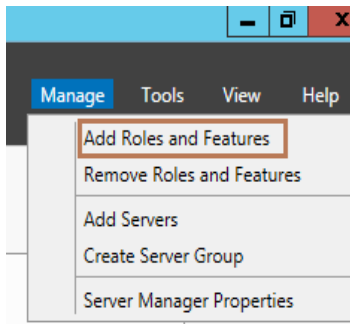 Manage Tools View Help
Add Roles and Features
Remove Roles and Features
Add Servers
Create Server Group
Server Manager Properties